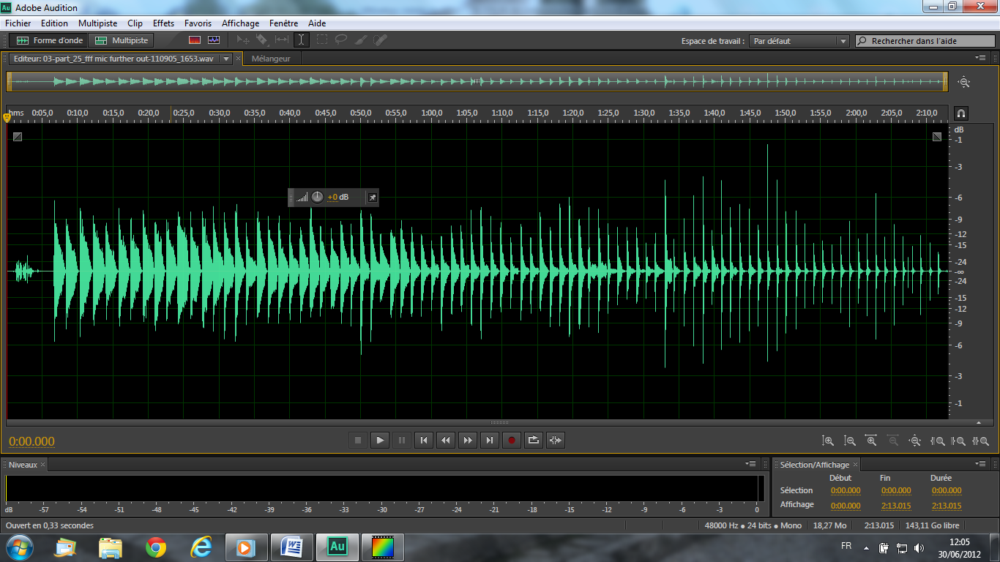 Au Adobe Audition
Fichier Edition Multipiste Clip Effets Favoris Affichage Fenêtre Aide
Forme d'onde Multipiste Espace de travail : Par défaut Rechercher dans l'aide
Editeur: 03-part_25_fff mic further out-110905_1653.wav Mélangeur
hms 0:05,0 0:10,0 0:15,0 0:20,0 0:25,0 0:30,0 0:35,0 0:40,0 0:45,0 0:50,0 0:55,0 1:00,0 1:05,0 1:10,0 1:15,0 1:20,0 1:25,0 1:30,0 1:35,0 1:40,0 1:45,0 1:50,0 1:55,0 2:00,0 2:05,0 2:10,0
dB
-1
-3
-6
-9
-12
-15
-24
-∞
-24
-15
-12
-9
-6
-3
-1
+0 dB
0:00.000
Niveaux
dB -57 -54 -51 -48 -45 -42 -39 -36 -33 -30 -27 -24 -21 -18 -15 -12 -9 -6 -3 0
Sélection/Affichage
Début Fin Durée
Sélection 0:00.000 0:00.000 0:00.000
Affichage 0:00.000 2:13.015 2:13.015
Ouvert en 0,33 secondes 48000 Hz ● 24 bits ● Mono 18,27 Mo 2:13.015 143,11 Go libre
W Au FR 12:05
30/06/2012